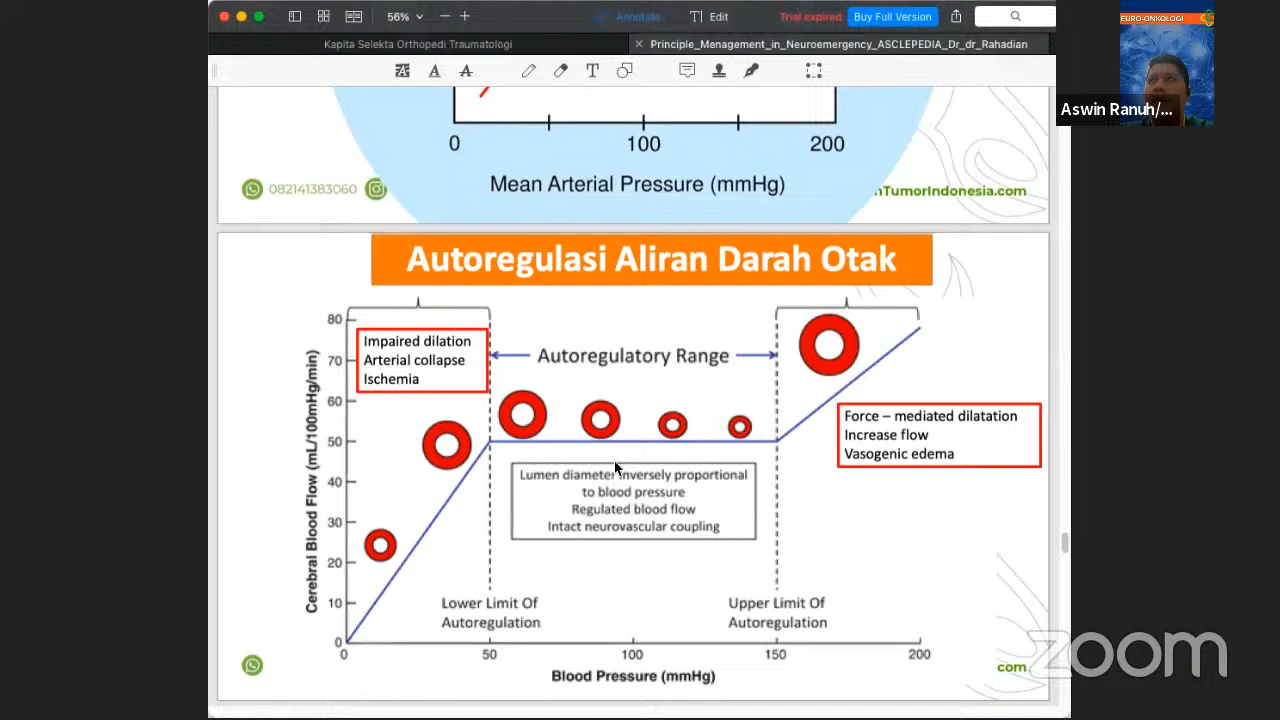 56%
Annotate
Edit
Trial expired
Buy Full Version
EURO-ONKOLOGI
Kapita Selekta Orthopedi Traumatologi
Principle_Menagement_in_Neuroemergency_ASCLEPEDIA_Dr_dr_Rahadian
Aswin Ranuh/...
0
100
200
Mean Arterial Pressure (mmHg)
082141383060
nTumorIndonesia.com
Autoregulasi Aliran Darah Otak
80
70
60
50
40
30
20
10
0
Cerebral Blood Flow (mL/100mHg/min)
Impaired dilation
Arterial collapse
Ischemia
Autoregulatory Range
Force – mediated dilatation
Increase flow
Vasogenic edema
Lumen diameter inversely proportional
to blood pressure
Regulated blood flow
Intact neurovascular coupling
Lower Limit Of
Autoregulation
Upper Limit Of
Autoregulation
0
50
100
150
200
Blood Pressure (mmHg)
com
zoom